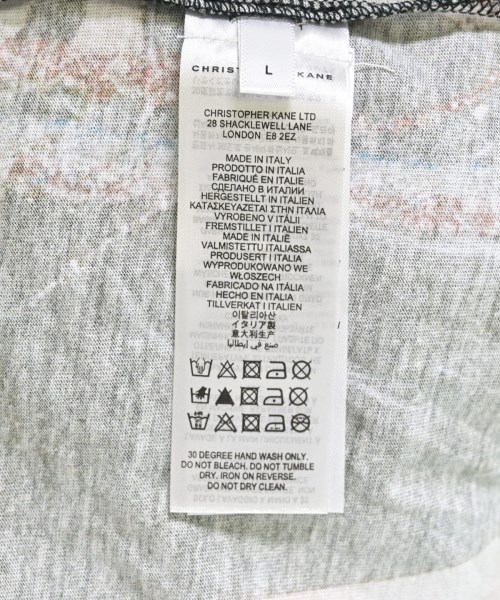 L
CHRIST KANE
CHRISTOPHER KANE LTD
28 SHACKLEWELL LANE
LONDON E8 2EZ
MADE IN ITALY
PRODOTTO IN ITALIA
FABRIQUÉ EN ITALIE
СДЕЛАНО В ИТАЛИИ
HERGESTELLT IN ITALIEN
ΚΑΤΑΣΚΕΥΑΖΕΤΑΙ ΣΤΗΝ ΙΤΑΛΙΑ
VYROBENO V ITÁLII
FREMSTILLET I ITALIEN
MADE IN ITALIË
VALMISTETTU ITALIASSA
PRODUSERT I ITALIA
WYPRODUKOWANO WE
WŁOSZECH
FABRICADO NA ITÁLIA
HECHO EN ITALIA
TILLVERKAT I ITALIEN
이탈리아산
イタリア製
意大利生产
صنع في إيطاليا
30 DEGREE HAND WASH ONLY.
DO NOT BLEACH. DO NOT TUMBLE
DRY. IRON ON REVERSE.
DO NOT DRY CLEAN.